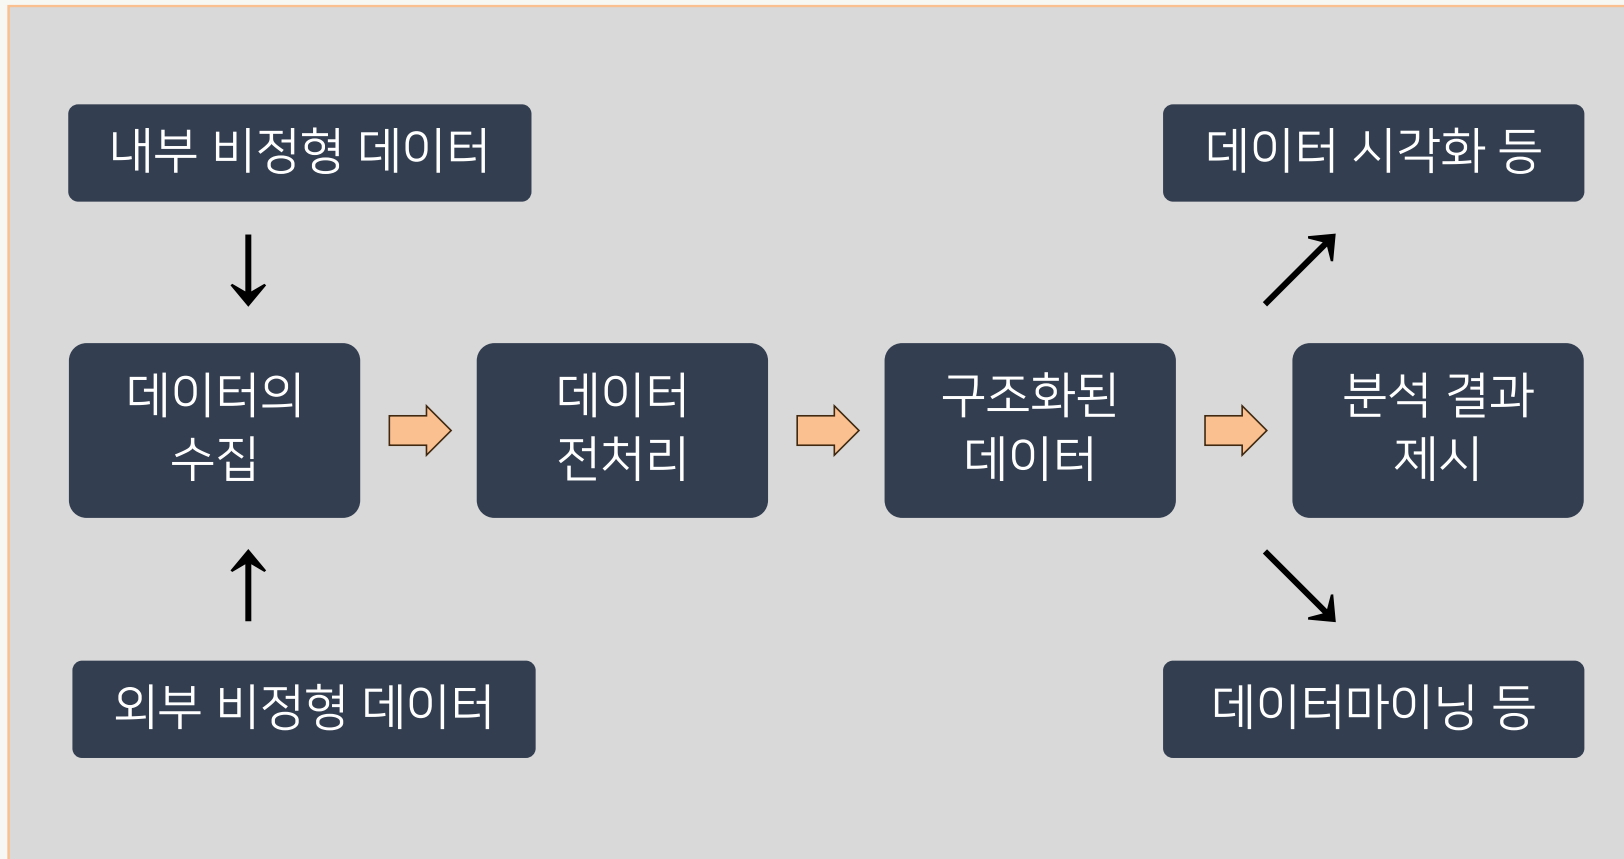 내부 비정형 데이터
데이터 시각화 등
데이터의
수집
데이터
전처리
구조화된
데이터
분석 결과
제시
외부 비정형 데이터
데이터마이닝 등